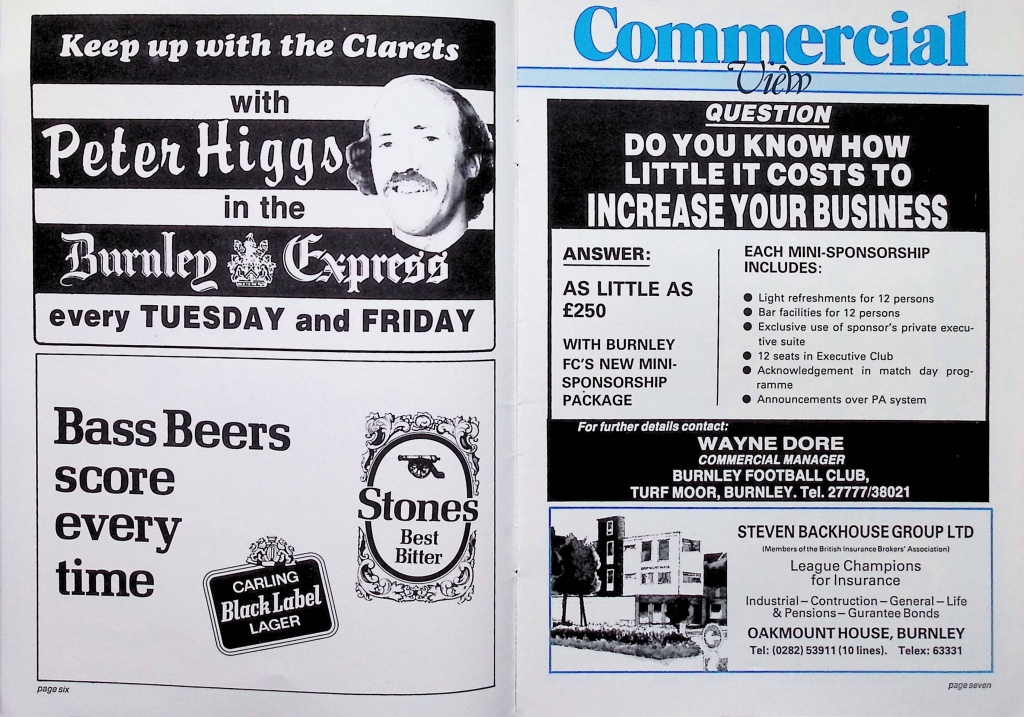 Keep up with the Clarets
with
Peter Higgs
in the
Burnley Express
every TUESDAY and FRIDAY
Bass Beers
score
every
time
CARLING
Black Label
LAGER
Stones
Best
Bitter
page six
Commercial
View
QUESTION
DO YOU KNOW HOW
LITTLE IT COSTS TO
INCREASE YOUR BUSINESS
ANSWER:
AS LITTLE AS
£250
WITH BURNLEY
FC'S NEW MINI-
SPONSORSHIP
PACKAGE
EACH MINI-SPONSORSHIP
INCLUDES:
● Light refreshments for 12 persons
● Bar facilities for 12 persons
● Exclusive use of sponsor's private execu-
tive suite
● 12 seats in Executive Club
● Acknowledgement in match day prog-
ramme
● Announcements over PA system
For further details contact:
WAYNE DORE
COMMERCIAL MANAGER
BURNLEY FOOTBALL CLUB,
TURF MOOR, BURNLEY. Tel. 27777/38021
STEVEN BACKHOUSE GROUP LTD
(Members of the British Insurance Brokers' Association)
League Champions
for Insurance
Industrial – Contruction – General – Life
& Pensions – Gurantee Bonds
OAKMOUNT HOUSE, BURNLEY
Tel: (0282) 53911 (10 lines). Telex: 63331
page seven